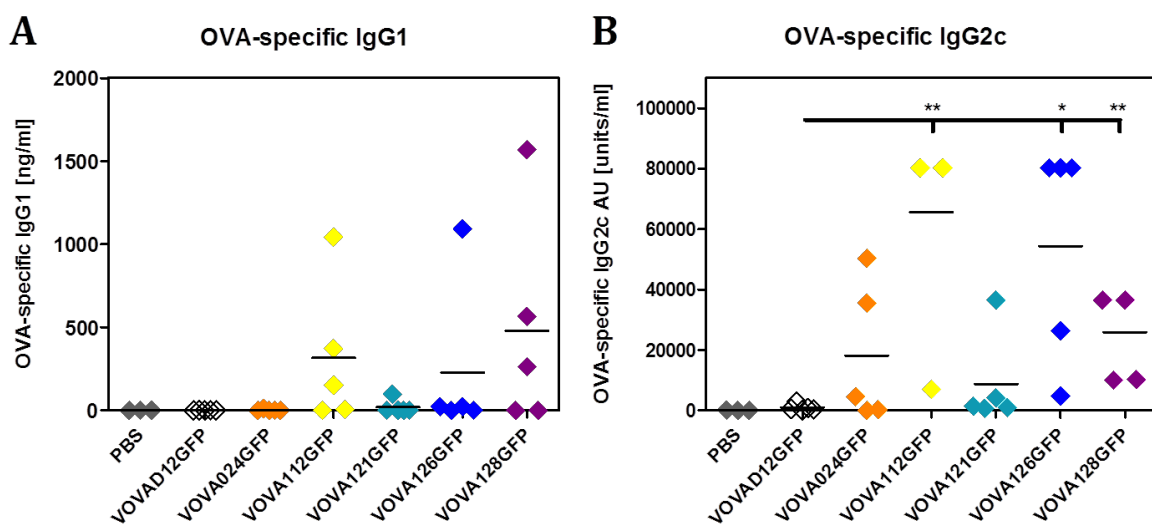 A
OVA-specific IgG1
OVA-specific IgG1 [ng/ml]
2000
1500
1000
500
0
PBS
VOVAD12GFP
VOVA024GFP
VOVA112GFP
VOVA121GFP
VOVA126GFP
VOVA128GFP
B
OVA-specific IgG2c
OVA-specific IgG2c AU [units/ml]
100000
80000
60000
40000
20000
0
** * **
PBS
VOVAD12GFP
VOVA024GFP
VOVA112GFP
VOVA121GFP
VOVA126GFP
VOVA128GFP